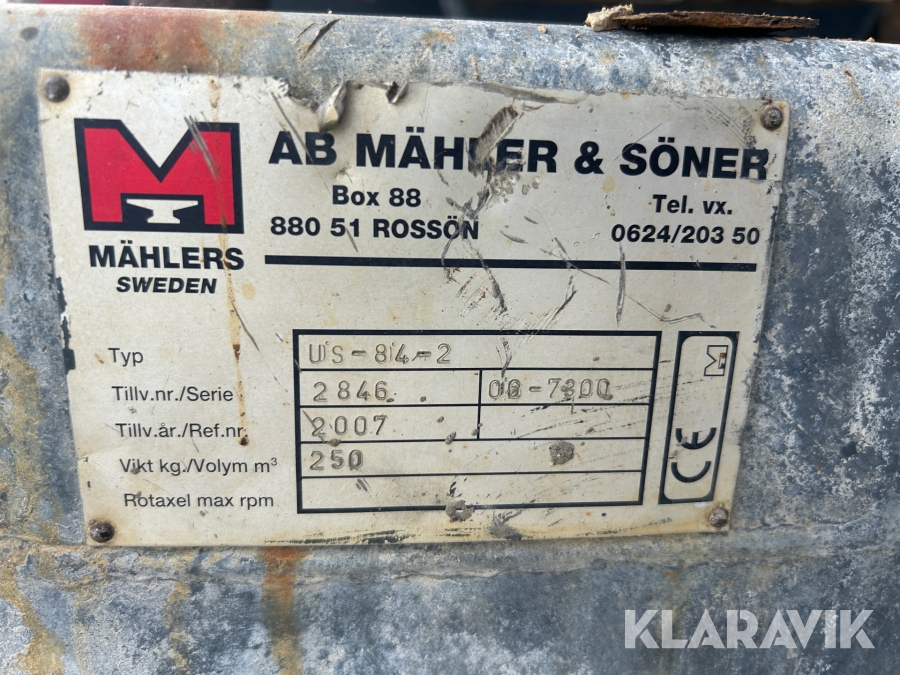 AB MÄHLER & SÖNER
Box 88
Tel. vx.
880 51 ROSSÖN
0624/203 50
MÄHLERS
SWEDEN
Typ US-84-2
Tillv.nr./Serie 2846
Tillv.år./Ref.nr. 2007
Vikt kg./Volym m³ 250
Rotaxel max rpm
CE
KLARAVIK